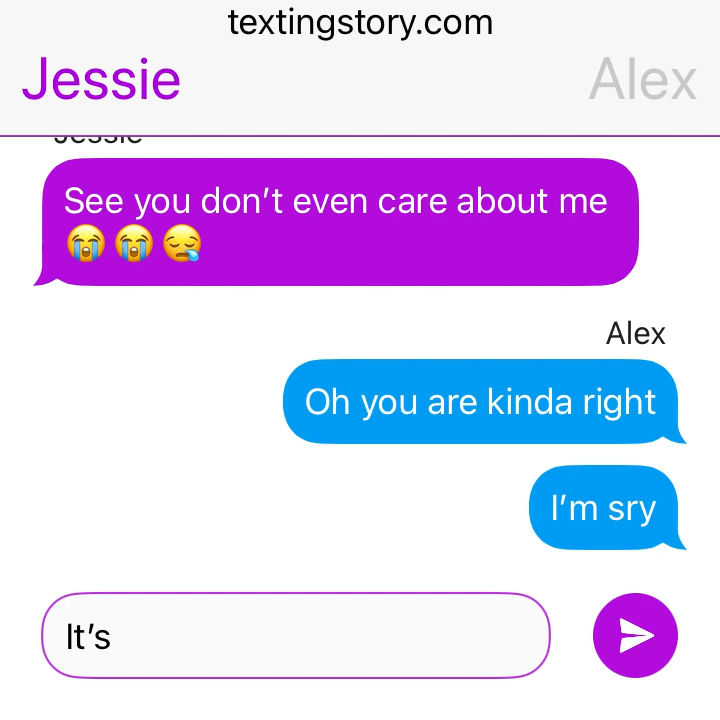 textingstory.com
Jessie Alex
Jessie
See you don’t even care about me
😭😭😪
Alex
Oh you are kinda right
I’m sry
It’s